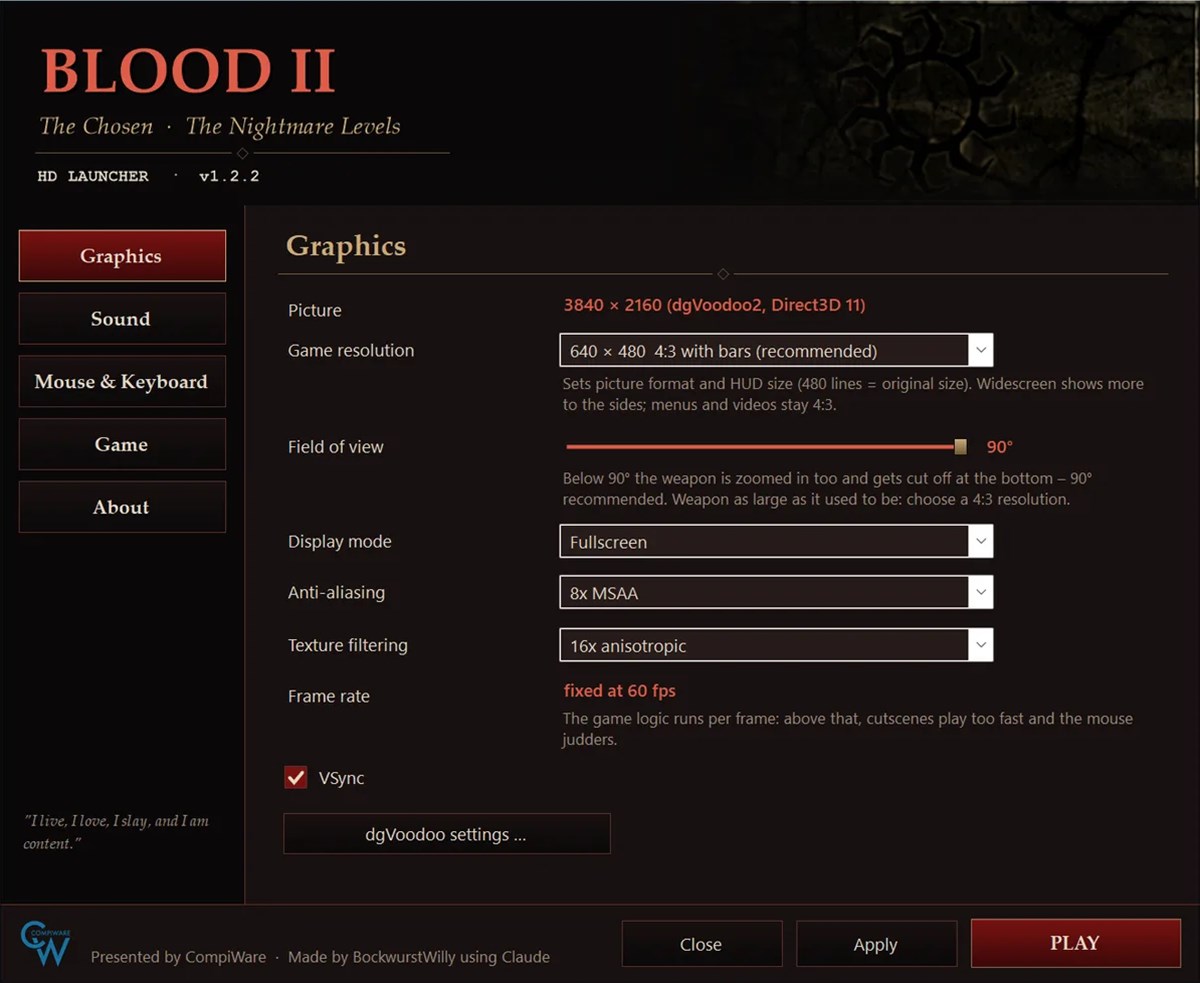 BLOOD II
The Chosen · The Nightmare Levels
HD LAUNCHER · v1.2.2
Graphics
Sound
Mouse & Keyboard
Game
About
"I live, I love, I slay, and I am
content."
Graphics
Picture
3840 × 2160 (dgVoodoo2, Direct3D 11)
Game resolution
640 × 480 4:3 with bars (recommended)
Sets picture format and HUD size (480 lines = original size). Widescreen shows more
to the sides; menus and videos stay 4:3.
Field of view
90°
Below 90° the weapon is zoomed in too and gets cut off at the bottom – 90°
recommended. Weapon as large as it used to be: choose a 4:3 resolution.
Display mode
Fullscreen
Anti-aliasing
8x MSAA
Texture filtering
16x anisotropic
Frame rate
fixed at 60 fps
The game logic runs per frame: above that, cutscenes play too fast and the mouse
judders.
VSync
dgVoodoo settings ...
COMPIWARE
CW
Presented by CompiWare · Made by BockwurstWilly using Claude
Close
Apply
PLAY